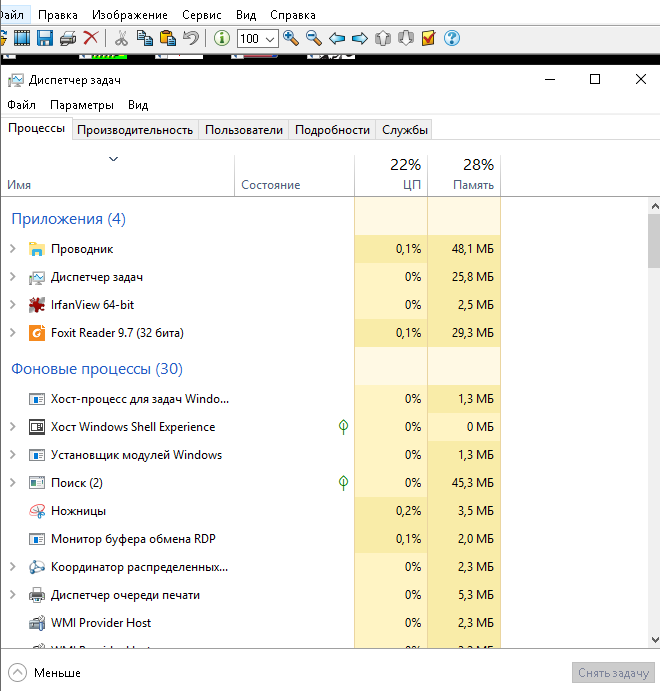 айл Правка Изображение Сервис Вид Справка
100
Диспетчер задач
Файл Параметры Вид
Процессы Производительность Пользователи Подробности Службы
22% 28%
Имя Состояние ЦП Память
Приложения (4)
Проводник 0,1% 48,1 МБ
Диспетчер задач 0% 25,8 МБ
IrfanView 64-bit 0% 2,5 МБ
Foxit Reader 9.7 (32 бита) 0,1% 29,3 МБ
Фоновые процессы (30)
Хост-процесс для задач Windo... 0% 1,3 МБ
Хост Windows Shell Experience 0% 0 МБ
Установщик модулей Windows 0% 1,3 МБ
Поиск (2) 0% 45,3 МБ
Ножницы 0,2% 3,5 МБ
Монитор буфера обмена RDP 0,1% 2,0 МБ
Координатор распределенных... 0% 2,3 МБ
Диспетчер очереди печати 0% 5,3 МБ
WMI Provider Host 0% 2,3 МБ
Меньше Снять задачу